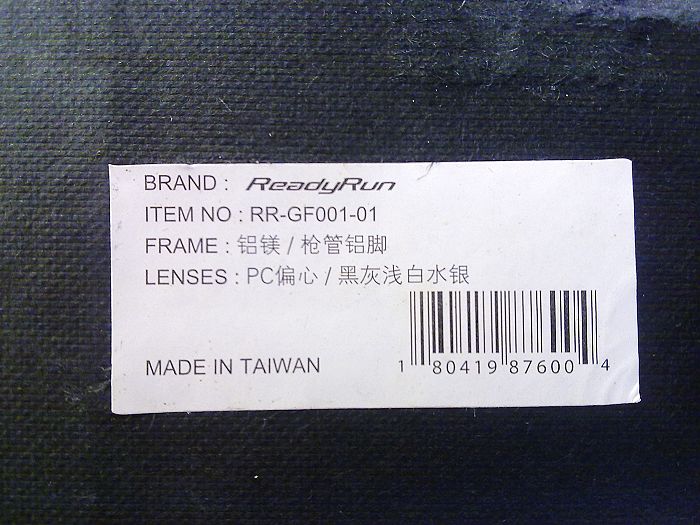 BRAND : ReadyRun
ITEM NO : RR-GF001-01
FRAME : 铝镁 / 枪管铝脚
LENSES : PC偏心 / 黑灰浅白水银
MADE IN TAIWAN
1 80419 87600 4